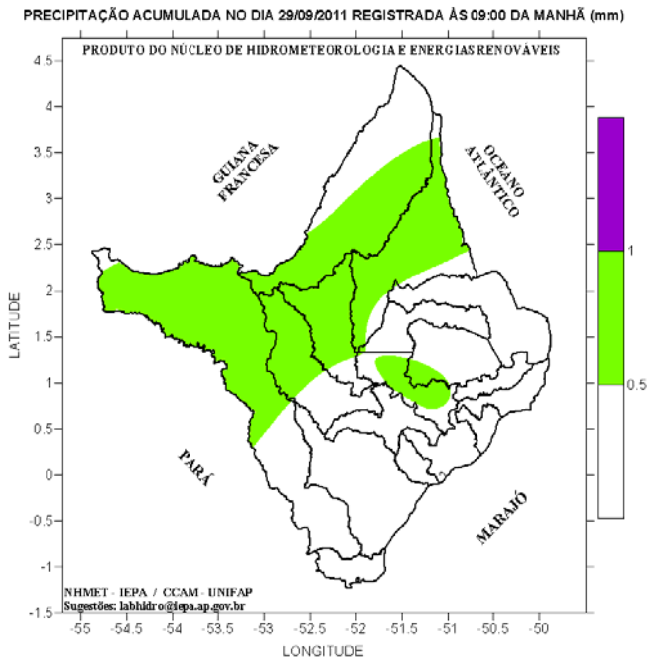 PRECIPITAÇÃO ACUMULADA NO DIA 29/09/2011 REGISTRADA ÀS 09:00 DA MANHÃ (mm)
PRODUTO DO NÚCLEO DE HIDROMETEOROLOGIA E ENERGIAS RENOVÁVEIS
GUIANA
FRANCESA
OCEANO
ATLÂNTICO
PARÁ
MARAJÓ
LATITUDE
4.5
4
3.5
3
2.5
2
1.5
1
0.5
0
-0.5
-1
-1.5
1
0.5
NHMET - IEPA / CCAM - UNIFAP
Sugestões: labhidro@iepa.ap.gov.br
-55 -54.5 -54 -53.5 -53 -52.5 -52 -51.5 -51 -50.5 -50
LONGITUDE